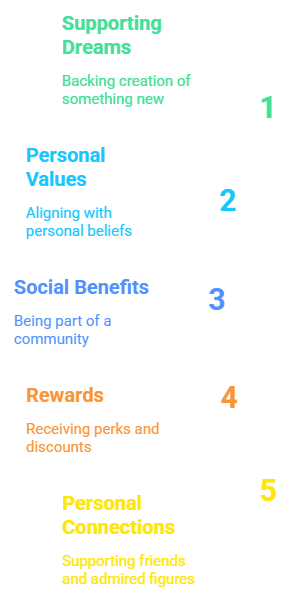 Supporting
Dreams
Backing creation of
something new
1
Personal
Values
Aligning with
personal beliefs
2
Social Benefits
Being part of a
community
3
Rewards
Receiving perks and
discounts
4
Personal
Connections
Supporting friends
and admired figures
5